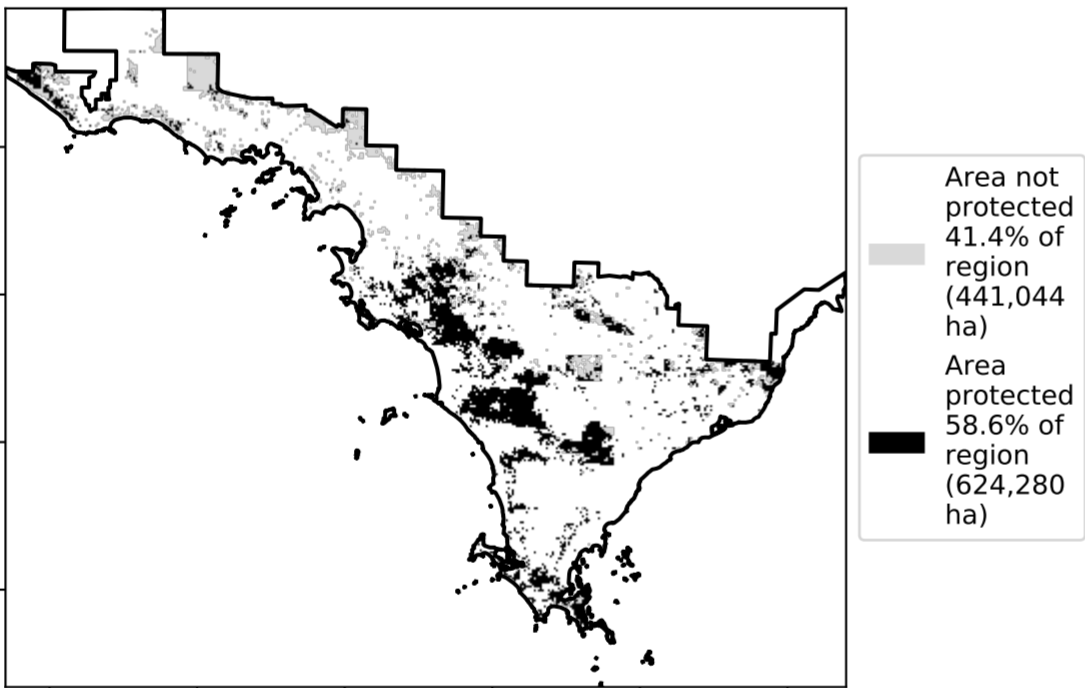 Area not
protected
41.4% of
region
(441,044
ha)
Area
protected
58.6% of
region
(624,280
ha)